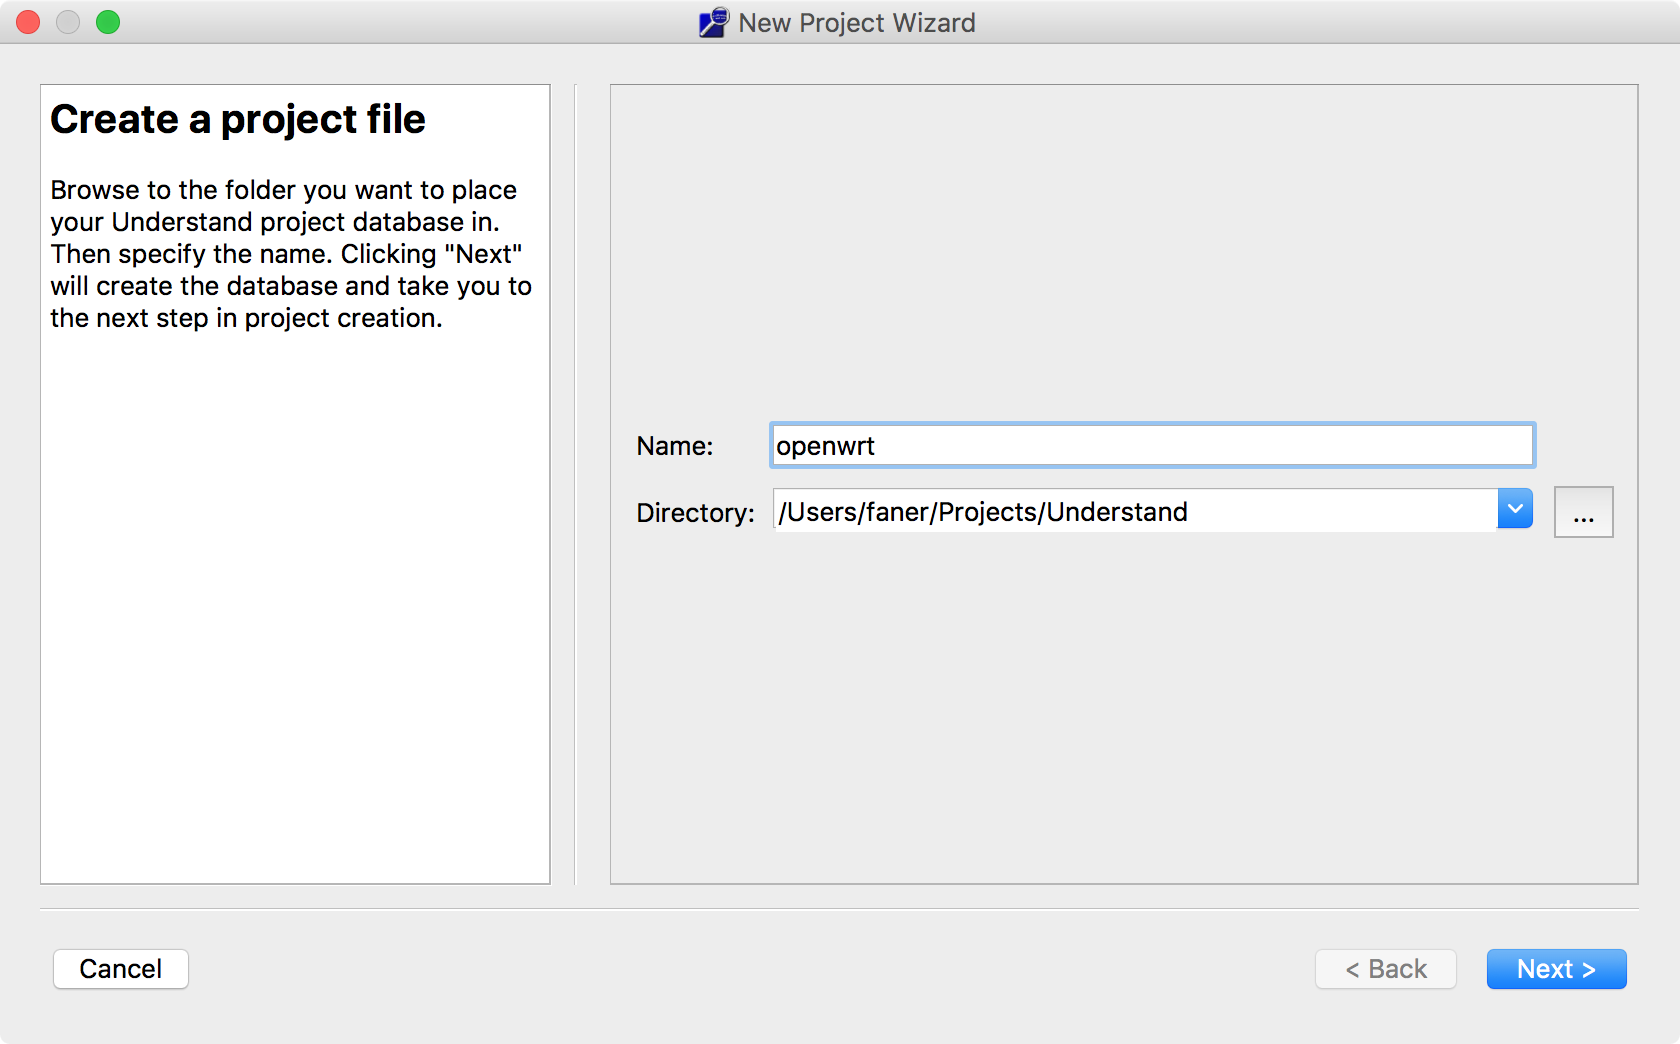 New Project Wizard
Create a project file
Browse to the folder you want to place
your Understand project database in.
Then specify the name. Clicking "Next"
will create the database and take you to
the next step in project creation.
Name: openwrt
Directory: /Users/faner/Projects/Understand ...
Cancel < Back Next >